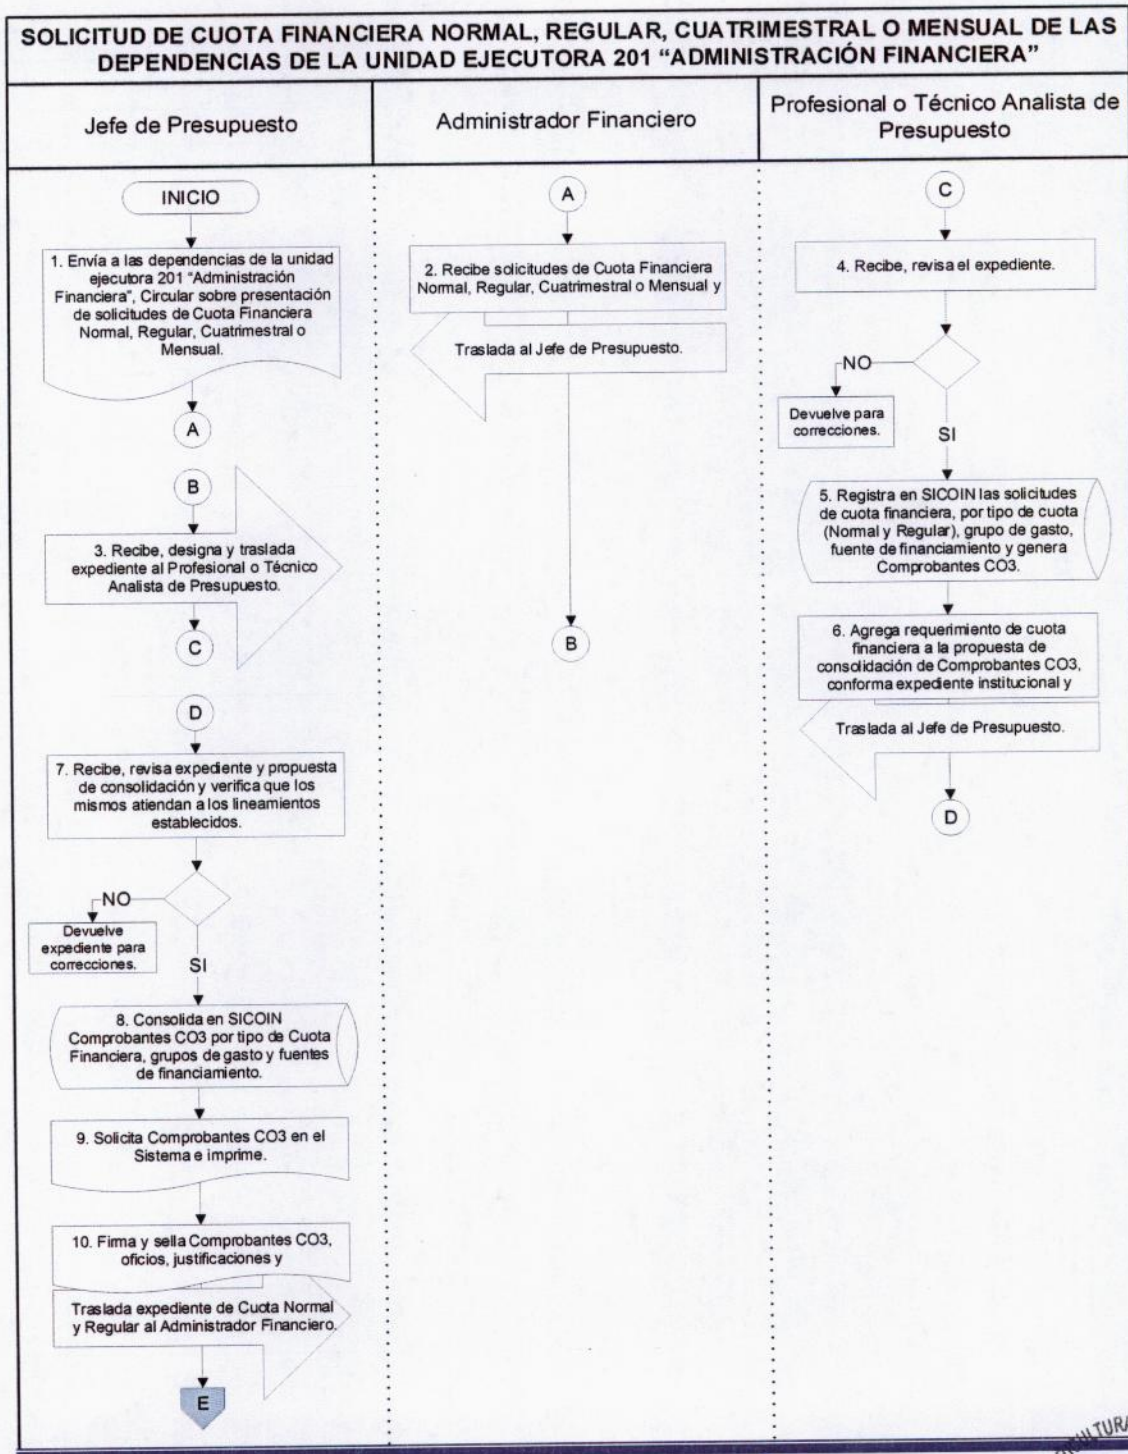 SOLICITUD DE CUOTA FINANCIERA NORMAL, REGULAR, CUATRIMESTRAL O MENSUAL DE LAS
DEPENDENCIAS DE LA UNIDAD EJECUTORA 201 “ADMINISTRACIÓN FINANCIERA”
Jefe de Presupuesto
Administrador Financiero
Profesional o Técnico Analista de
Presupuesto
INICIO
1. Envía a las dependencias de la unidad
ejecutora 201 “Administración
Financiera”, Circular sobre presentación
de solicitudes de Cuota Financiera
Normal, Regular, Cuatrimestral o
Mensual.
A
B
3. Recibe, designa y traslada
expediente al Profesional o Técnico
Analista de Presupuesto.
C
D
7. Recibe, revisa expediente y propuesta
de consolidación y verifica que los
mismos atiendan a los lineamientos
establecidos.
NO
Devuelve
expediente para
correcciones.
SI
8. Consolida en SICOIN
Comprobantes CO3 por tipo de Cuota
Financiera, grupos de gasto y fuentes
de financiamiento.
9. Solicita Comprobantes CO3 en el
Sistema e imprime.
10. Firma y sella Comprobantes CO3,
oficios, justificaciones y
Traslada expediente de Cuota Normal
y Regular al Administrador Financiero.
E
A
2. Recibe solicitudes de Cuota Financiera
Normal, Regular, Cuatrimestral o Mensual y
Traslada al Jefe de Presupuesto.
B
C
4. Recibe, revisa el expediente.
NO
Devuelve para
correcciones.
SI
5. Registra en SICOIN las solicitudes
de cuota financiera, por tipo de cuota
(Normal y Regular), grupo de gasto,
fuente de financiamiento y genera
Comprobantes CO3.
6. Agrega requerimiento de cuota
financiera a la propuesta de
consolidación de Comprobantes CO3,
conforma expediente institucional y
Traslada al Jefe de Presupuesto.
D